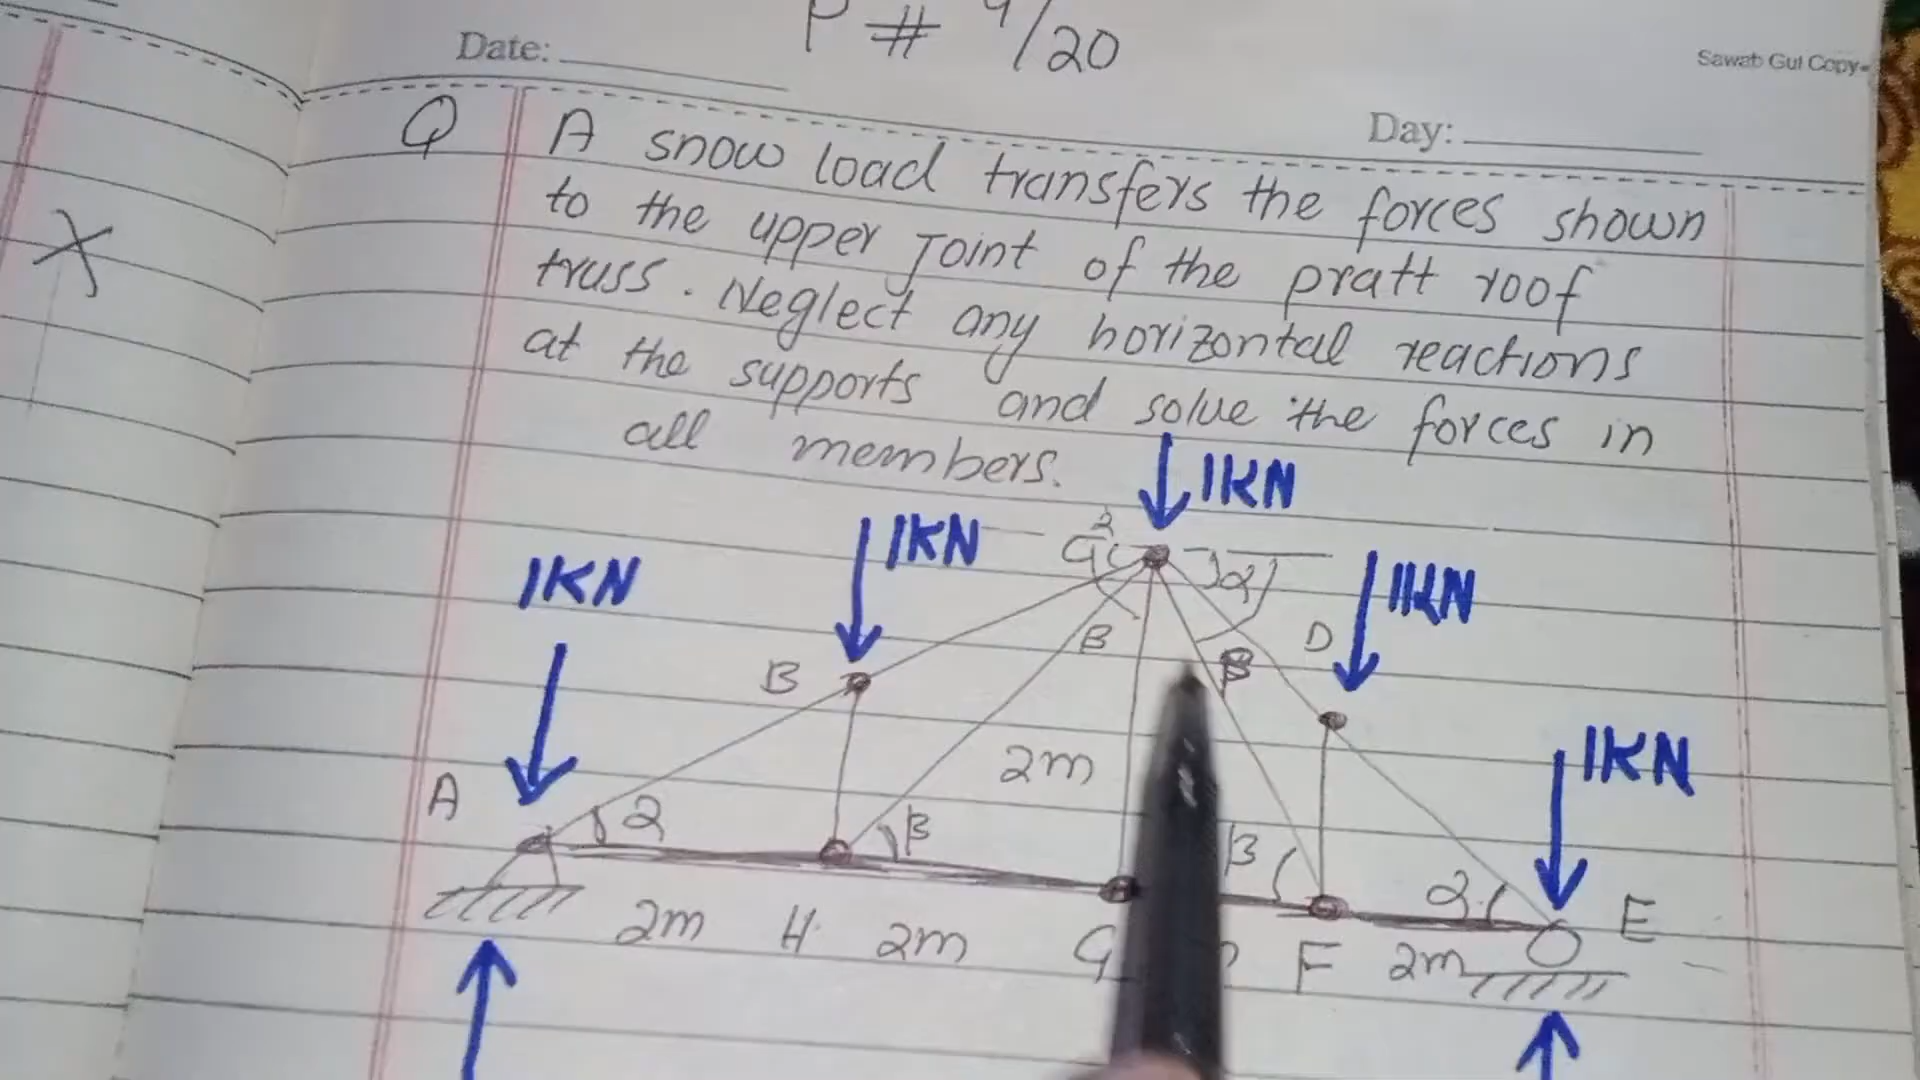 P # 4/20
Date:
Sawab Gul Copy
Day:
Q A snow load transfers the forces shown
to the upper Joint of the pratt roof
truss. Neglect any horizontal reactions
at the supports and solve the forces in
all members.
1KN
1KN
1KN
1KN
1KN
α
B
β
D
B
2m
A
α
β
β
α
E
2m H 2m G F 2m